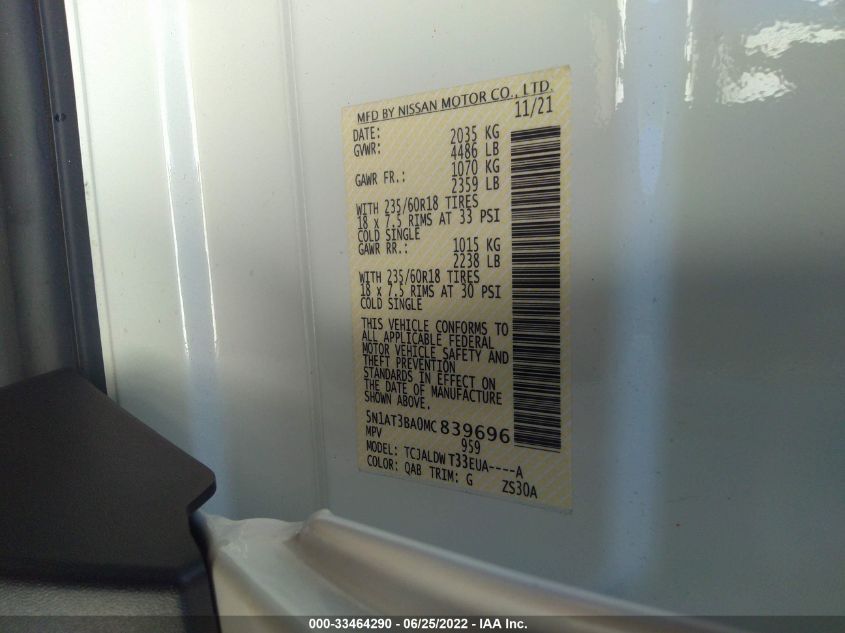 MFD BY NISSAN MOTOR CO., LTD.
DATE: 11/21
GVWR: 2035 KG
4486 LB
GAWR FR.: 1070 KG
2359 LB
WITH 235/60R18 TIRES
18 x 7.5 RIMS AT 33 PSI
COLD SINGLE
GAWR RR.: 1015 KG
2238 LB
WITH 235/60R18 TIRES
18 x 7.5 RIMS AT 30 PSI
COLD SINGLE
THIS VEHICLE CONFORMS TO
ALL APPLICABLE FEDERAL
MOTOR VEHICLE SAFETY AND
THEFT PREVENTION
STANDARDS IN EFFECT ON
THE DATE OF MANUFACTURE
SHOWN ABOVE.
5N1AT3BA0MC839696
MPV 959
MODEL: TCJALDWT33EUA----A
COLOR: QAB TRIM: G ZS30A
000-33464290 - 06/25/2022 - IAA Inc.